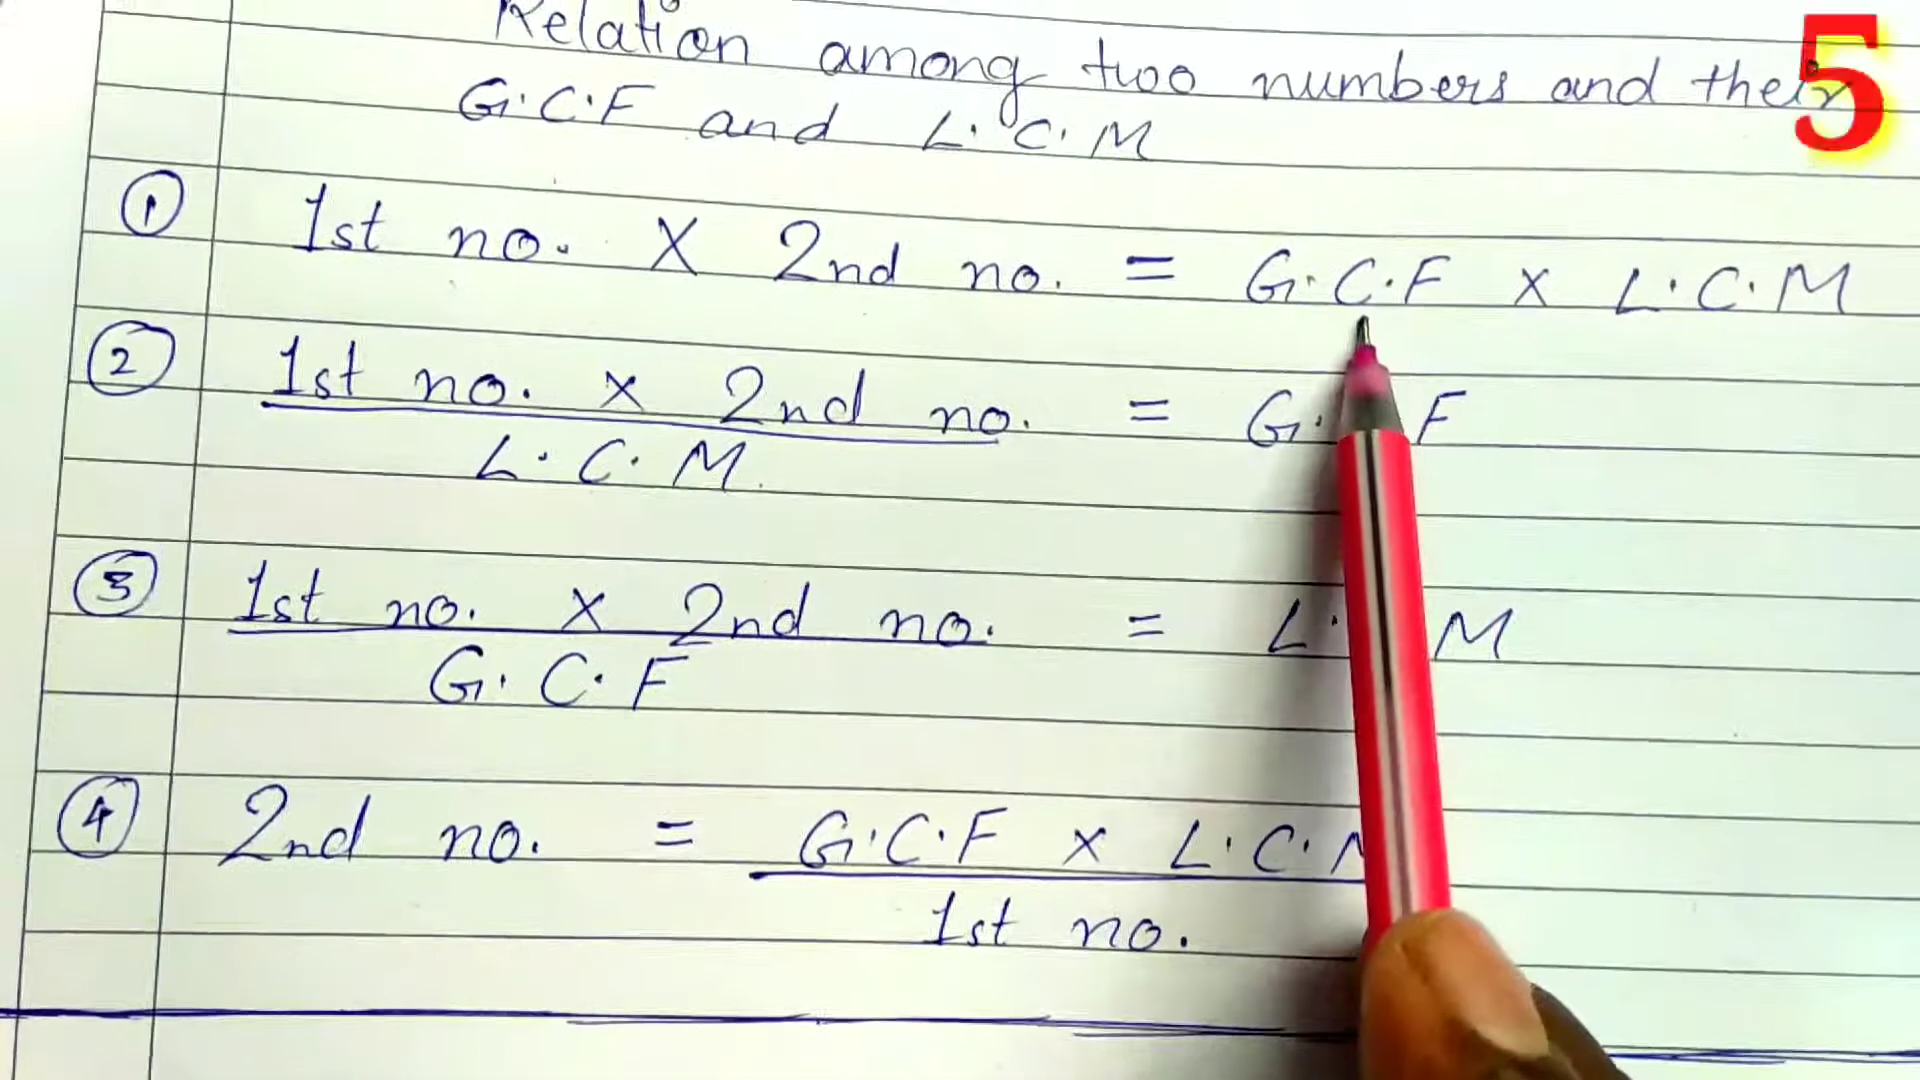 Relation among two numbers and their
5
G.C.F and L.C.M
① 1st no. X 2nd no. = G.C.F x L.C.M
② 1st no. x 2nd no. = G. F
L.C.M.
③ 1st no. X 2nd no. = L. M
G.C.F
④ 2nd no. = G.C.F x L.C.M
1st no.